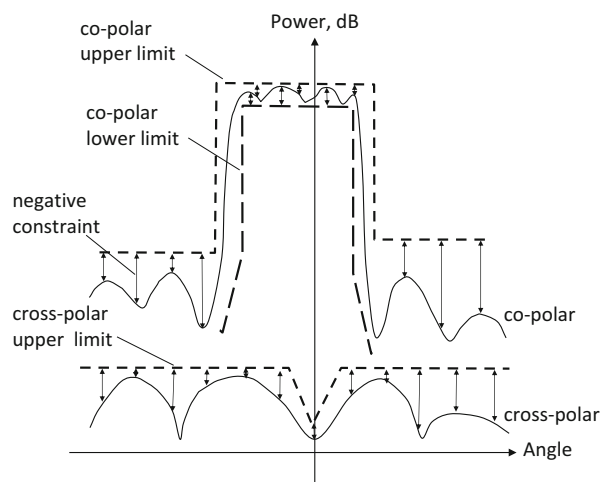 Power, dB
co-polar
upper limit
co-polar
lower limit
negative
constraint
cross-polar
upper limit
co-polar
cross-polar
Angle